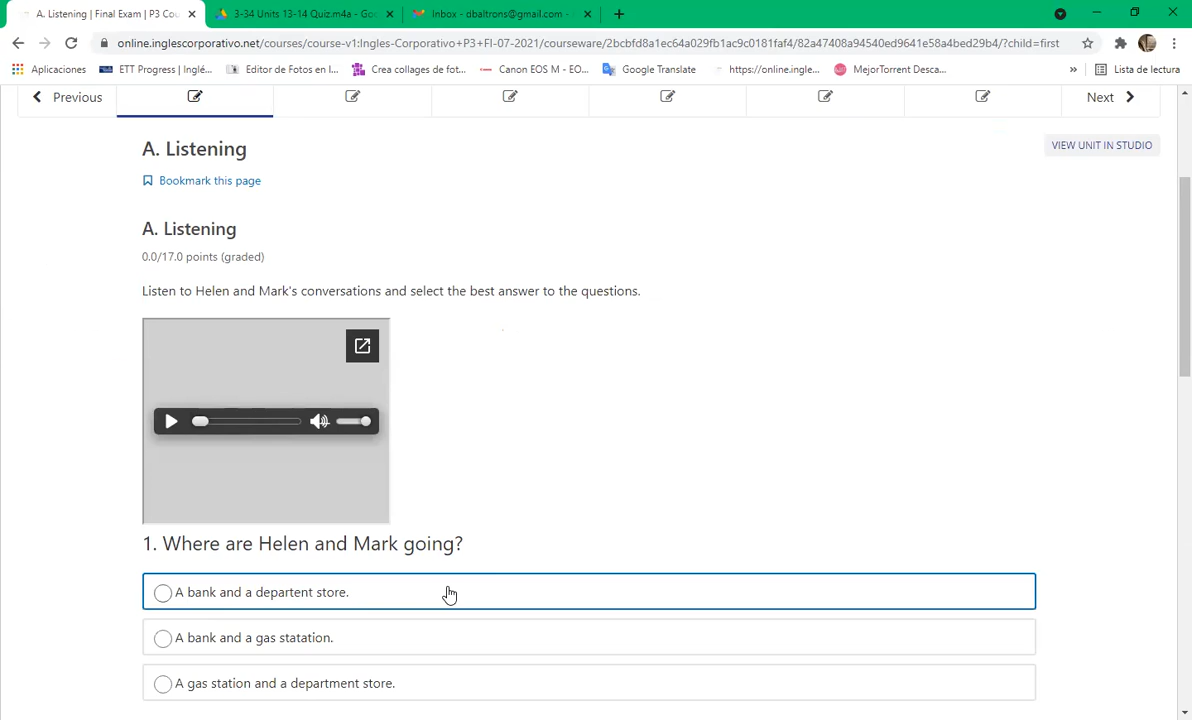 A. Listening | Final Exam | P3 Cou
3-34 Units 13-14 Quiz.m4a - Goo
Inbox - dbaltrons@gmail.com -
online.inglescorporativo.net/courses/course-v1:Ingles-Corporativo+P3+FI-07-2021/courseware/2bcbfd8a1ec64a029fb1ac9c0181faf4/82a47408a94540ed9641e58a4bed29b4/?child=first
Aplicaciones
ETT Progress | Inglé...
Editor de Fotos en l...
Crea collages de fot...
Canon EOS M - EO...
Google Translate
https://online.ingle...
MejorTorrent Desca...
»
Lista de lectura
Previous
Next
A. Listening
VIEW UNIT IN STUDIO
Bookmark this page
A. Listening
0.0/17.0 points (graded)
Listen to Helen and Mark's conversations and select the best answer to the questions.
1. Where are Helen and Mark going?
A bank and a departent store.
A bank and a gas statation.
A gas station and a department store.